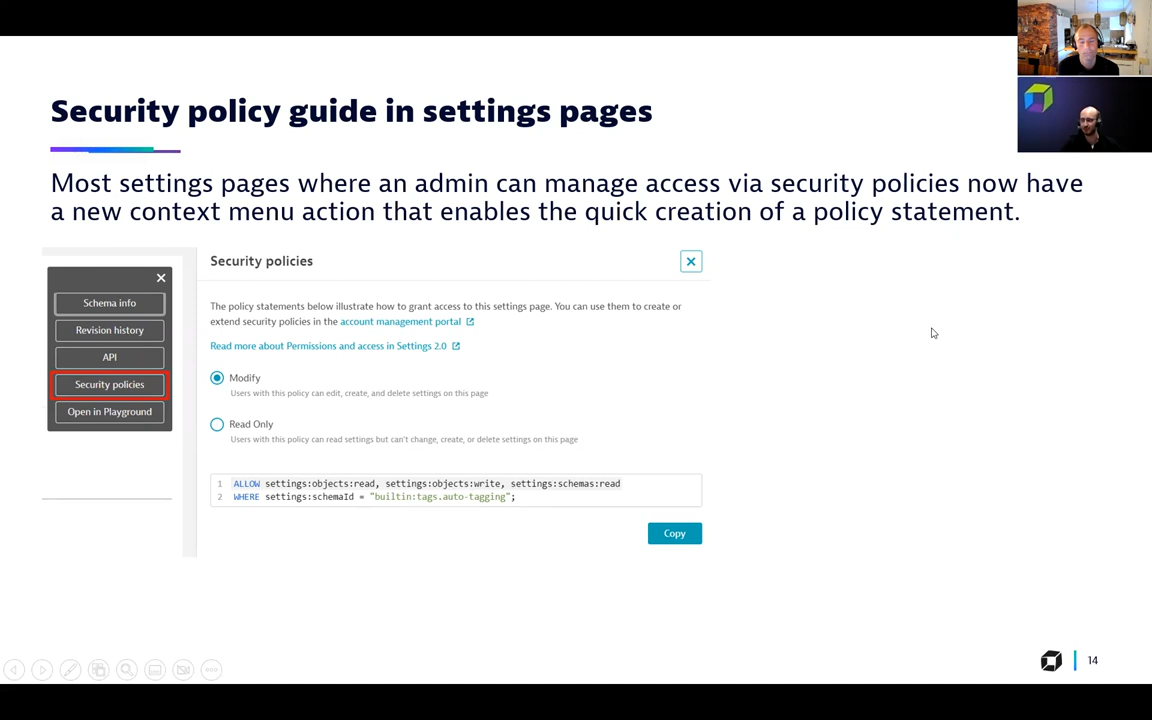 Security policy guide in settings pages
Most settings pages where an admin can manage access via security policies now have
a new context menu action that enables the quick creation of a policy statement.
Schema info
Revision history
API
Security policies
Open in Playground
Security policies
The policy statements below illustrate how to grant access to this settings page. You can use them to create or
extend security policies in the account management portal
Read more about Permissions and access in Settings 2.0
Modify
Users with this policy can edit, create, and delete settings on this page
Read Only
Users with this policy can read settings but can't change, create, or delete settings on this page
1 ALLOW settings:objects:read, settings:objects:write, settings:schemas:read
2 WHERE settings:schemaId = "builtin:tags.auto-tagging";
Copy
14